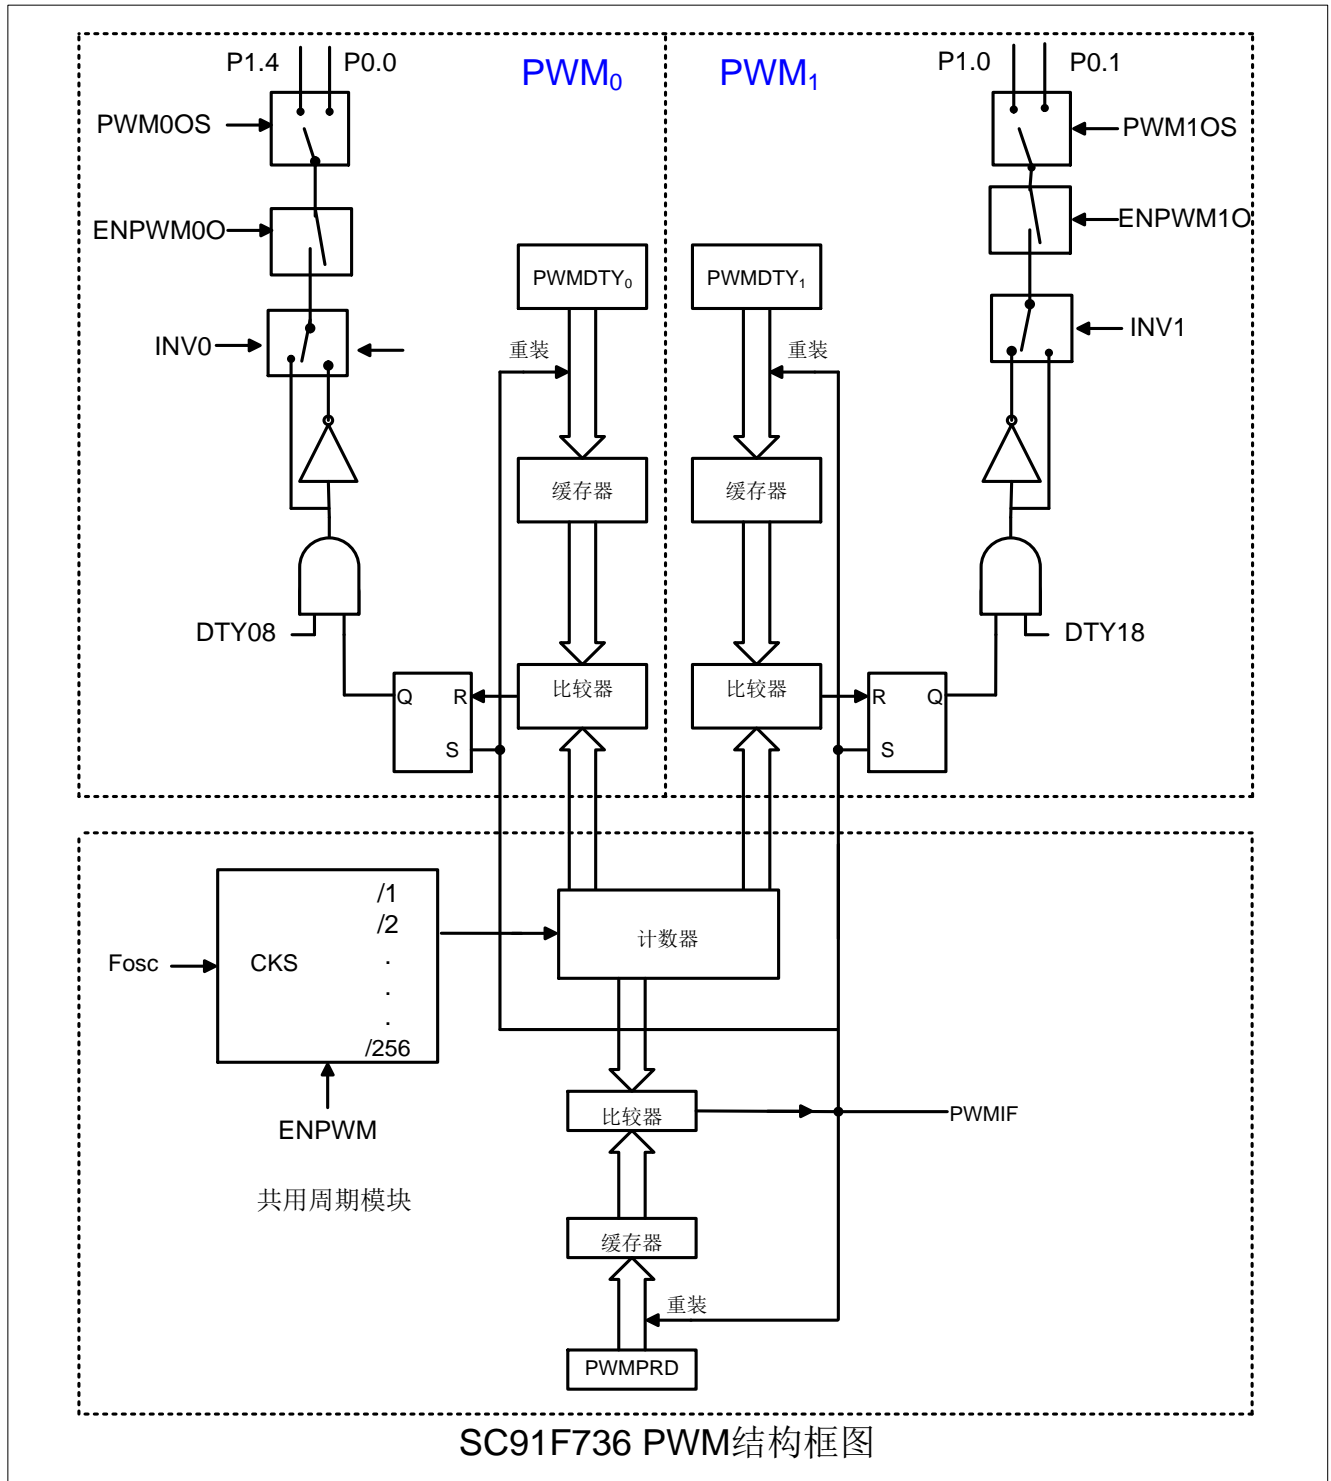 P1.4 P0.0 PWM0 PWM1 P1.0 P0.1
PWM0OS PWM1OS
ENPWM0O ENPWM1O
PWMDTY0 PWMDTY1
INV0 重装 重装 INV1
缓存器 缓存器
DTY08 DTY18
Q R 比较器 比较器 R Q
S S
/1
/2
计数器
Fosc CKS .
.
.
/256
比较器 PWMIF
ENPWM
共用周期模块
缓存器
重装
PWMPRD
SC91F736 PWM结构框图